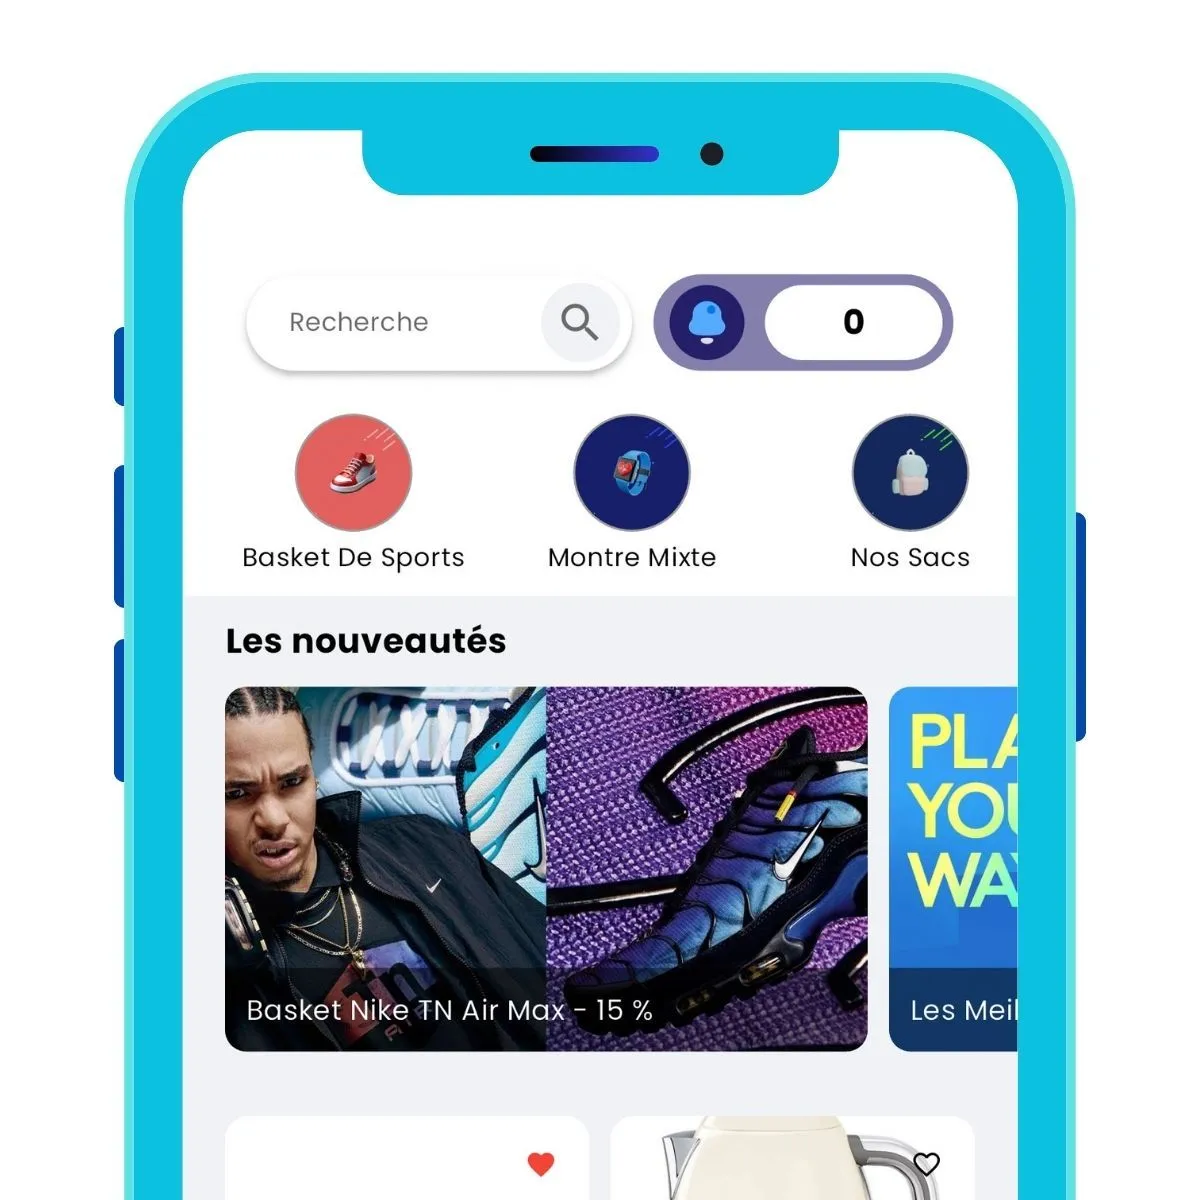 Recherche
0
Basket De Sports
Montre Mixte
Nos Sacs
Les nouveautés
PLA
YOU
WAY
Basket Nike TN Air Max - 15 %
Les Meil